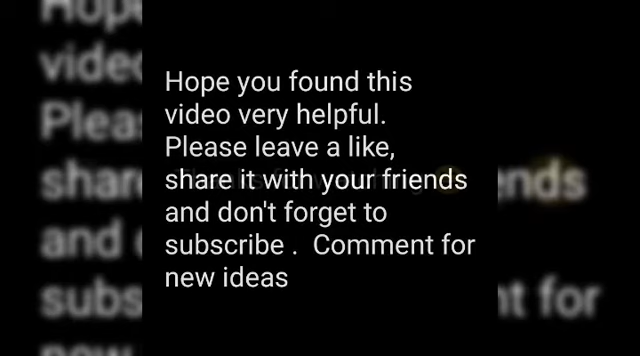 Hope you found this
video very helpful.
Please leave a like,
share it with your friends
and don't forget to
subscribe .  Comment for
new ideas